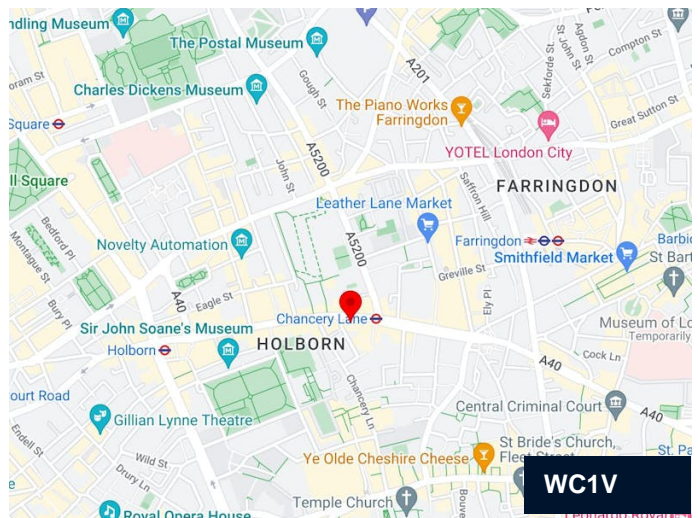 ndling Museum
The Postal Museum
Charles Dickens Museum
oram St
Square
Gough St
A201
Agdon St
St John St
Compton St
Sekforde St
Great Sutton St
The Piano Works
Farringdon
YOTEL London City
FARRINGDON
ll Square
John St
A5200
Saffron Hill
Leather Lane Market
Bedford Pl
Montague St
Novelty Automation
A5200
Farringdon
Barbic
Smithfield Market
St Bart
Greville St
Ely Pl
Bury Pl
A40
Eagle St
Chancery Lane
Museum of Lo
Temporarily
Sir John Soane's Museum
HOLBORN
Holborn
A40
Cock Ln
ourt Road
Chancery Ln
Central Criminal Court
A40
Gillian Lynne Theatre
Endell St
Wild St
Drury Ln
St Bride's Church,
Fleet Street
St. Pa
Ye Olde Cheshire Cheese
WC1V
Temple Church
Bouve
Royal Opera House